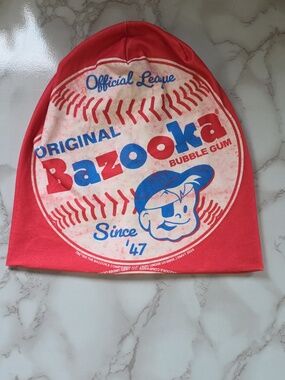 Official League
ORIGINAL
Bazooka
BUBBLE GUM
Since
'47